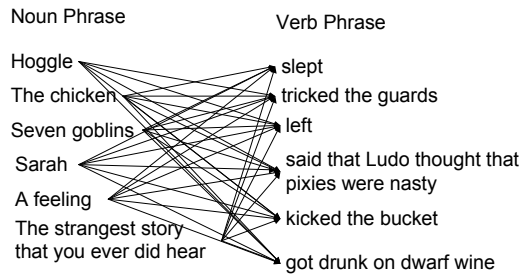 Noun Phrase
Verb Phrase
Hoggle
The chicken
Seven goblins
Sarah
A feeling
The strangest story
that you ever did hear
slept
tricked the guards
left
said that Ludo thought that
pixies were nasty
kicked the bucket
got drunk on dwarf wine